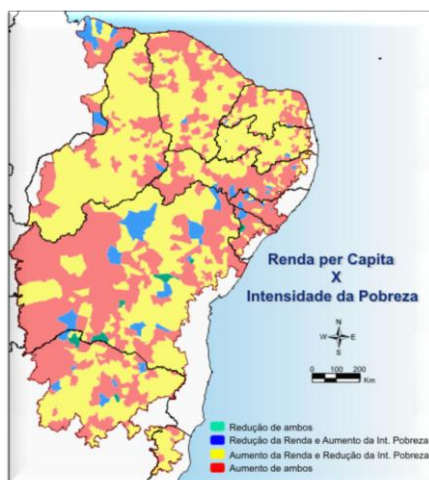 Renda per Capita
X
Intensidade da Pobreza
N
W E
S
0 50 100 200
Km
Redução de ambos
Redução da Renda e Aumento da Int. Pobreza
Aumento da Renda e Redução da Int. Pobreza
Aumento de ambos